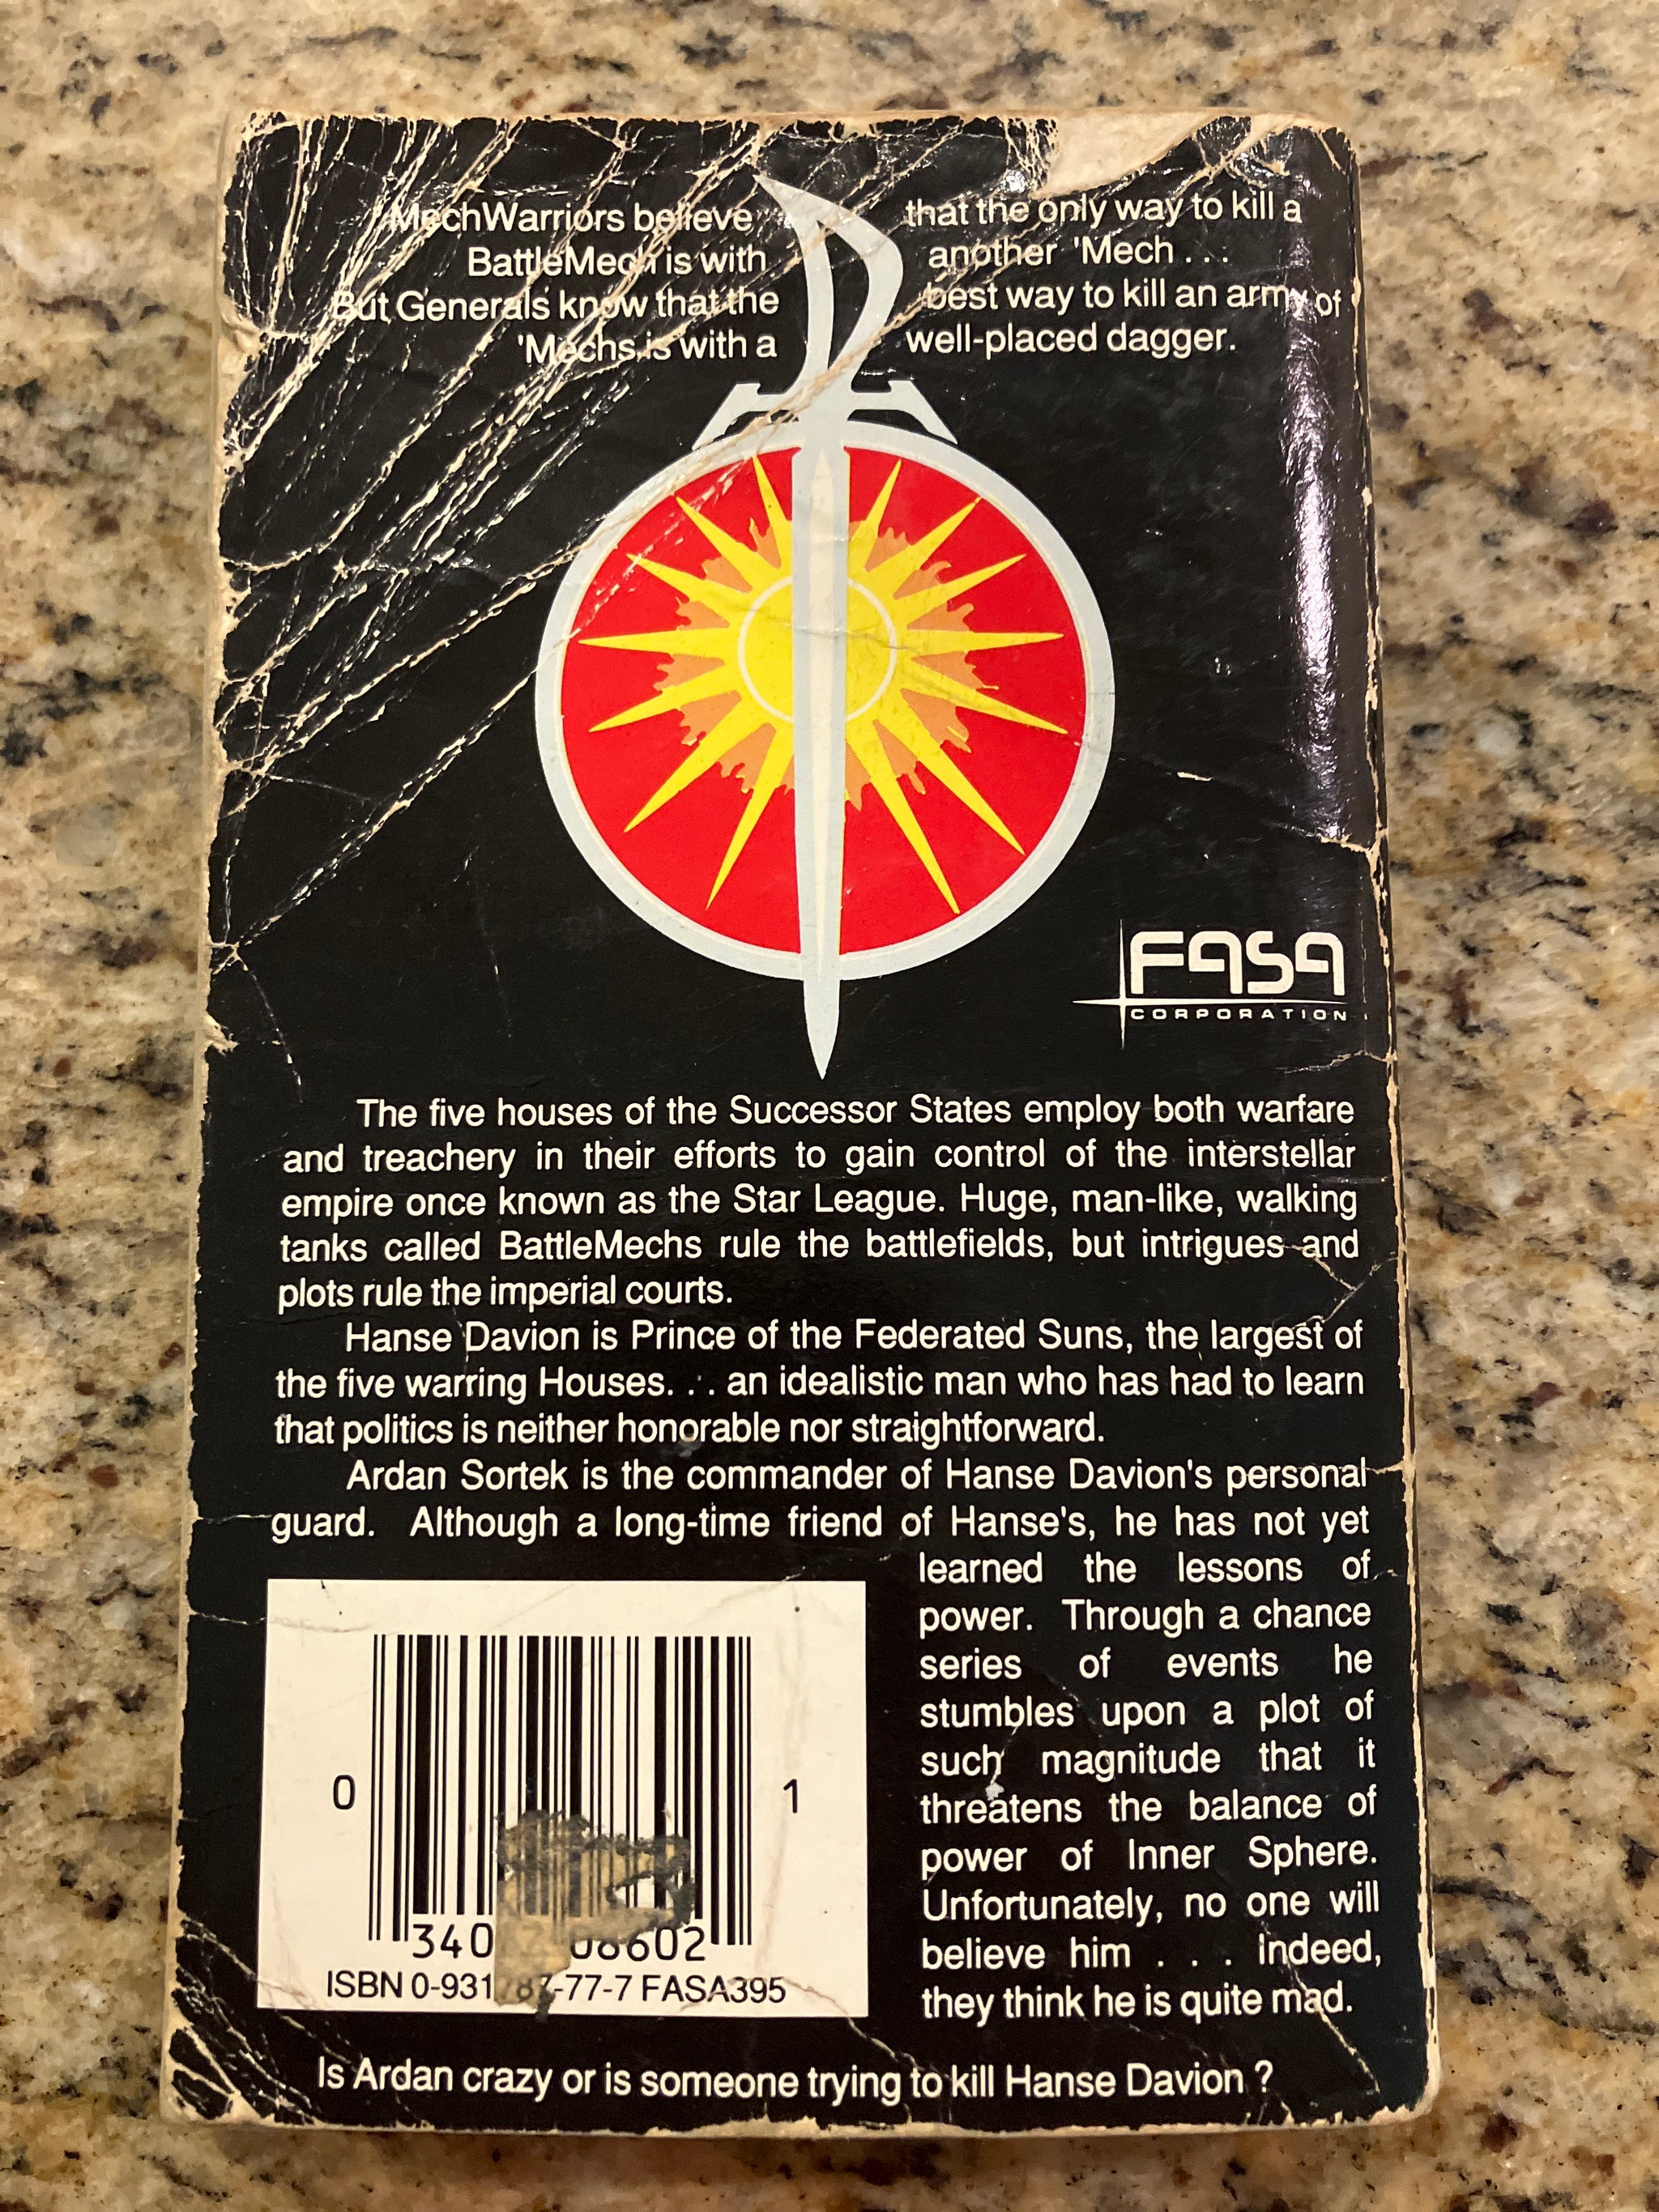 MechWarriors believe that the only way to kill a
BattleMech is with another 'Mech . . .
But Generals know that the best way to kill an army of
'Mechs is with a well-placed dagger.
FASA
CORPORATION
The five houses of the Successor States employ both warfare
and treachery in their efforts to gain control of the interstellar
empire once known as the Star League. Huge, man-like, walking
tanks called BattleMechs rule the battlefields, but intrigues and
plots rule the imperial courts.
Hanse Davion is Prince of the Federated Suns, the largest of
the five warring Houses. . . an idealistic man who has had to learn
that politics is neither honorable nor straightforward.
Ardan Sortek is the commander of Hanse Davion's personal
guard. Although a long-time friend of Hanse's, he has not yet
learned the lessons of
power. Through a chance
series of events he
stumbles upon a plot of
such magnitude that it
threatens the balance of
power of Inner Sphere.
Unfortunately, no one will
believe him . . . indeed,
they think he is quite mad.
0 1
ISBN FASA395
Is Ardan crazy or is someone trying to kill Hanse Davion ?